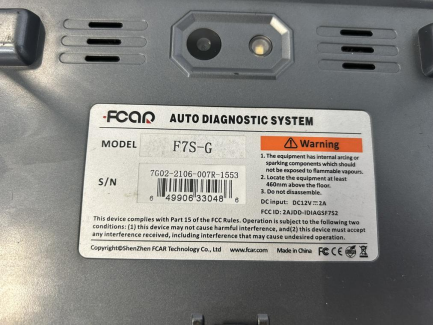 FCAR AUTO DIAGNOSTIC SYSTEM
MODEL F7S-G
S/N 7G02-2106-007R-1553
6 49906 33048 6
Warning
1. The equipment has internal arcing or
sparking components which should
not be exposed to flammable vapours.
2. Locate the equipment at least
460mm above the floor.
3. Do not disassemble.
DC input: DC12V⎓2A
FCC ID: 2AJDD-IDIAGSF7S2
This device complies with Part 15 of the FCC Rules. Operation is subject to the following two
conditions: (1) this device may not cause harmful interference, and(2) this device must accept
any interference received, including interference that may cause undesired operation.
Copyright©ShenZhen FCAR Technology Co., Ltd www.fcar.com Made in China FC CE